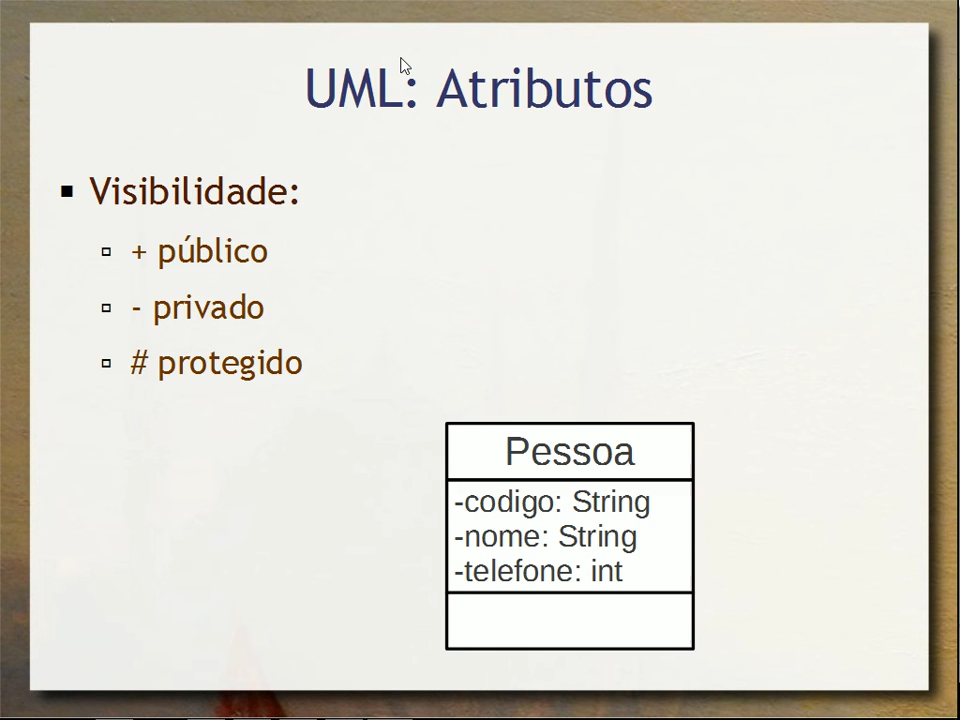 UML: Atributos
Visibilidade:
+ público
- privado
# protegido
Pessoa
-codigo: String
-nome: String
-telefone: int